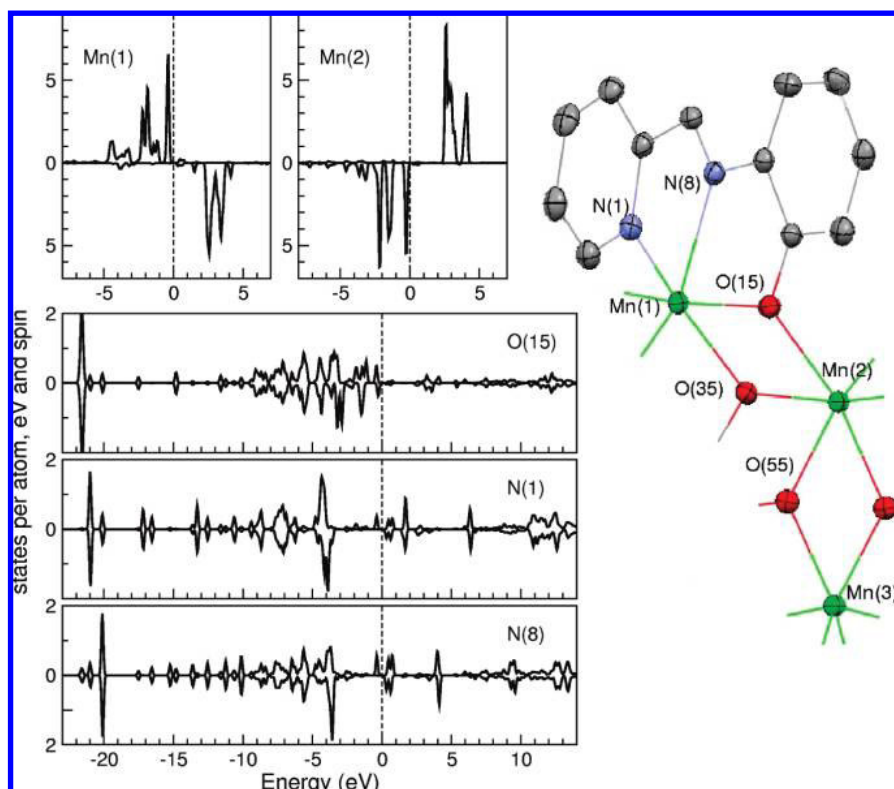 Mn(1)
Mn(2)
5
0
5
5
0
5
-5
0
5
-5
0
5
states per atom, eV and spin
2
0
O(15)
2
0
N(1)
2
0
2
N(8)
-20
-15
-10
-5
0
5
10
Energy (eV)
N(8)
N(1)
O(15)
Mn(1)
Mn(2)
O(35)
O(55)
Mn(3)